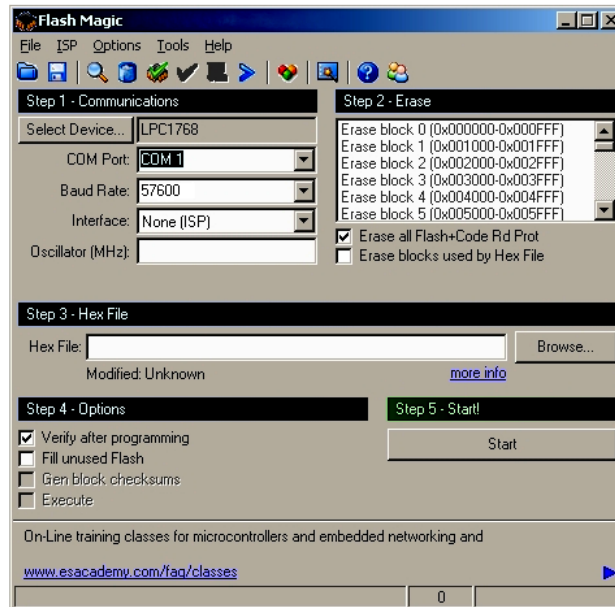 Flash Magic
File ISP Options Tools Help
Step 1 - Communications
Select Device... LPC1768
COM Port: COM 1
Baud Rate: 57600
Interface: None (ISP)
Oscillator (MHz):
Step 2 - Erase
Erase block 0 (0x000000-0x000FFF)
Erase block 1 (0x001000-0x001FFF)
Erase block 2 (0x002000-0x002FFF)
Erase block 3 (0x003000-0x003FFF)
Erase block 4 (0x004000-0x004FFF)
Erase block 5 (0x005000-0x005FFF)
Erase all Flash+Code Rd Prot
Erase blocks used by Hex File
Step 3 - Hex File
Hex File: Browse...
Modified: Unknown more info
Step 4 - Options
Verify after programming
Fill unused Flash
Gen block checksums
Execute
Step 5 - Start!
Start
On-Line training classes for microcontrollers and embedded networking and
www.esacademy.com/faq/classes
0